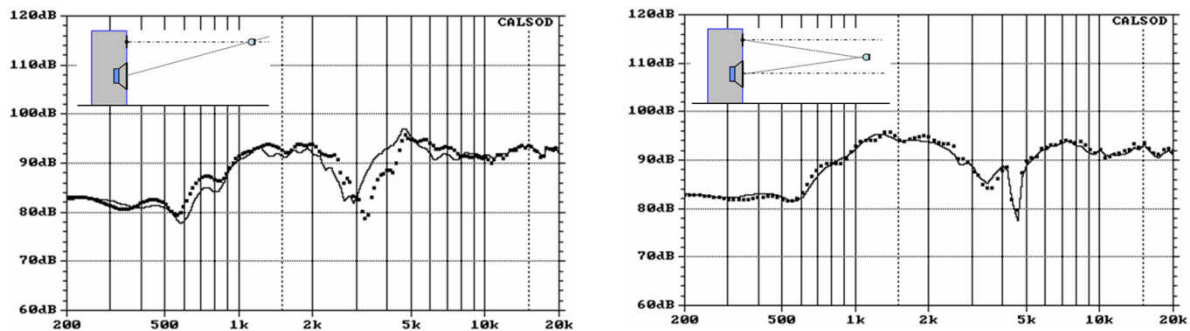 120dB
CALSOD
110dB
100dB
90dB
80dB
70dB
60dB
200 500 1k 2k 5k 10k 20k
120dB
CALSOD
110dB
100dB
90dB
80dB
70dB
60dB
200 500 1k 2k 5k 10k 20k